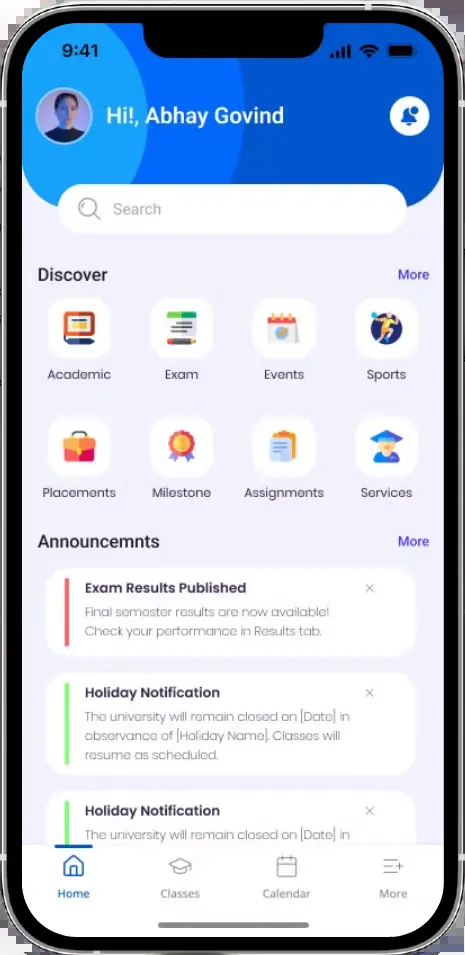 9:41
Hi!, Abhay Govind
Search
Discover More
Academic Exam Events Sports
Placements Milestone Assignments Services
Announcemnts More
Exam Results Published
Final semester results are now available!
Check your performance in Results tab.
Holiday Notification
The university will remain closed on [Date] in
observance of [Holiday Name]. Classes will
resume as scheduled.
Holiday Notification
The university will remain closed on [Date] in
Home Classes Calendar More